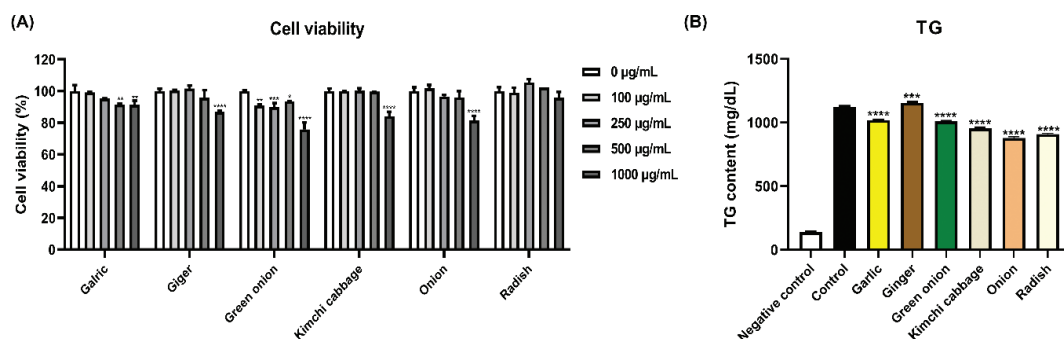 (A)
Cell viability
Cell viability (%)
120
100
80
60
40
20
0
** **
****
** *** * ****
****
****
Galric
Giger
Green onion
Kimchi cabbage
Onion
Radish
0 µg/mL
100 µg/mL
250 µg/mL
500 µg/mL
1000 µg/mL
(B)
TG
TG content (mg/dL)
1500
1000
500
0
**** *** **** **** **** ****
Negative control
Control
Garlic
Ginger
Green onion
Kimchi cabbage
Onion
Radish